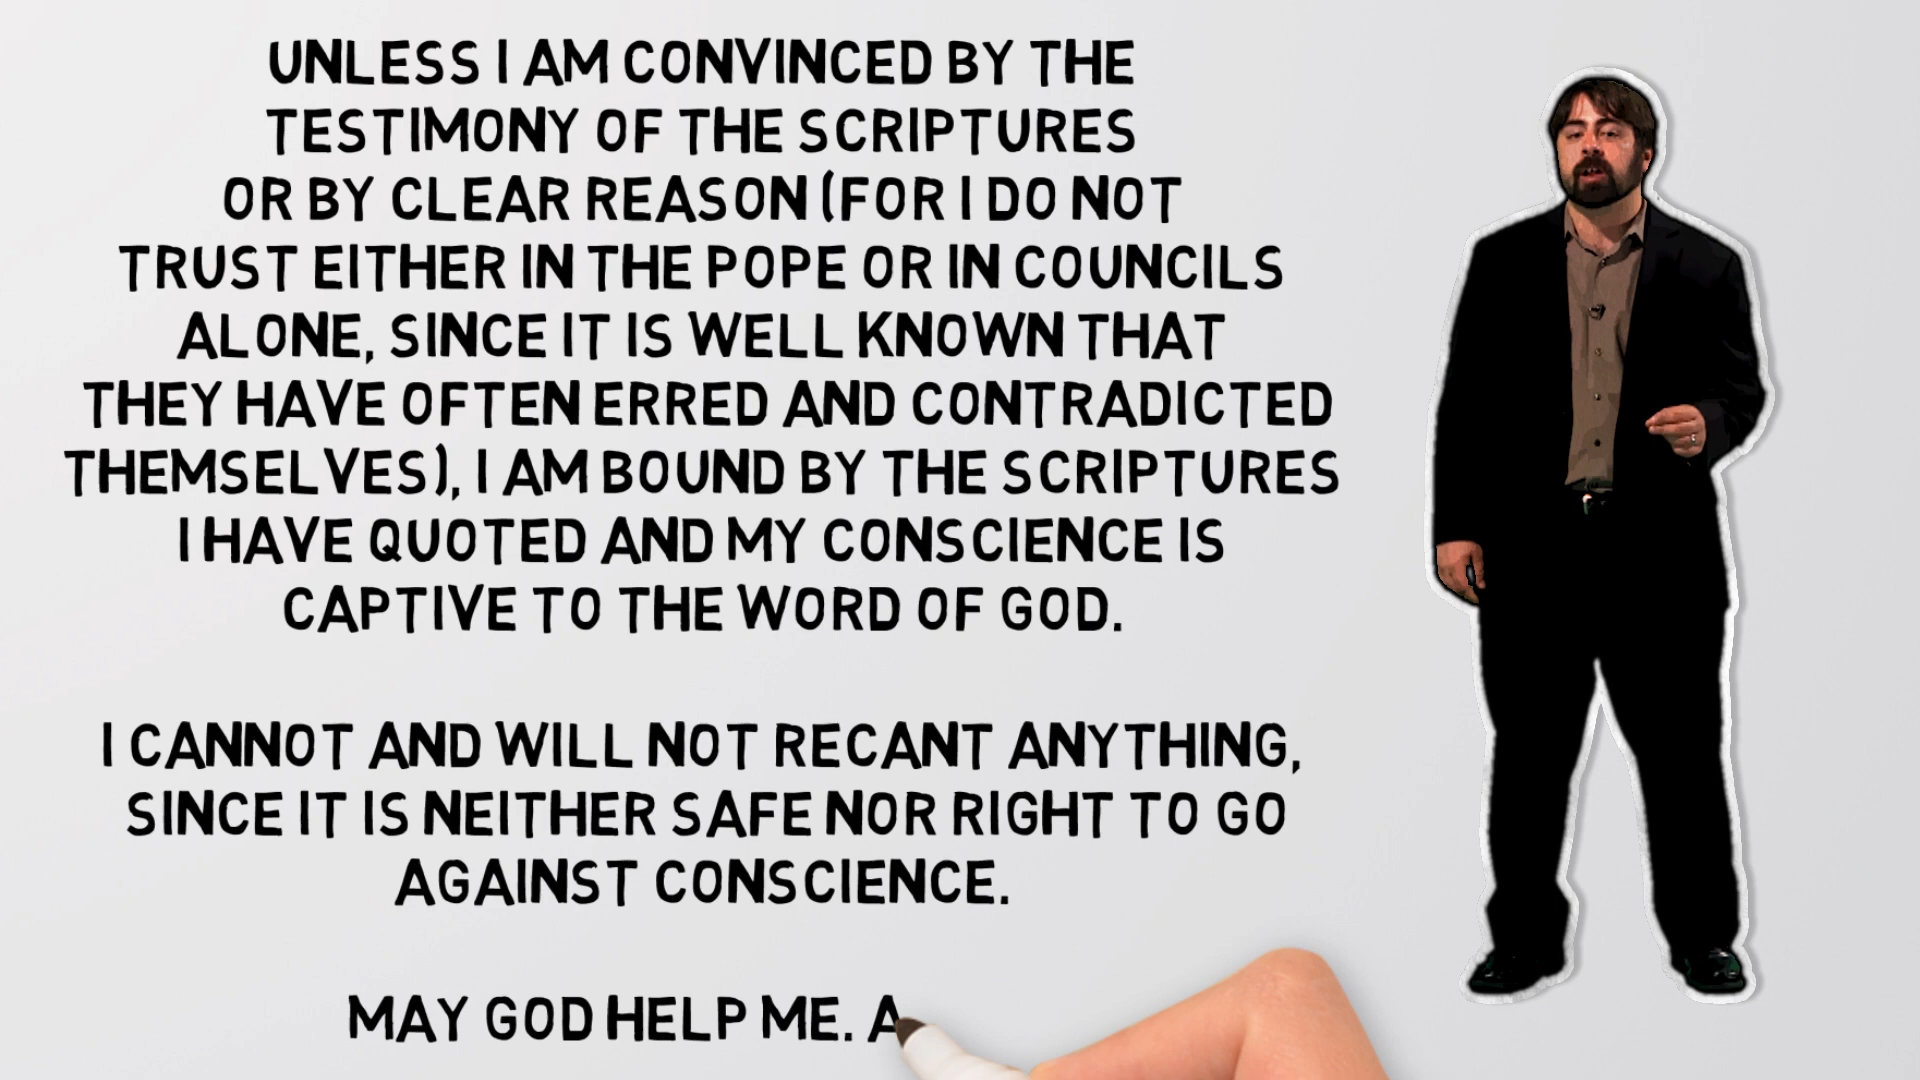 UNLESS I AM CONVINCED BY THE
TESTIMONY OF THE SCRIPTURES
OR BY CLEAR REASON (FOR I DO NOT
TRUST EITHER IN THE POPE OR IN COUNCILS
ALONE, SINCE IT IS WELL KNOWN THAT
THEY HAVE OFTEN ERRED AND CONTRADICTED
THEMSELVES), I AM BOUND BY THE SCRIPTURES
I HAVE QUOTED AND MY CONSCIENCE IS
CAPTIVE TO THE WORD OF GOD.
I CANNOT AND WILL NOT RECANT ANYTHING,
SINCE IT IS NEITHER SAFE NOR RIGHT TO GO
AGAINST CONSCIENCE.
MAY GOD HELP ME. A